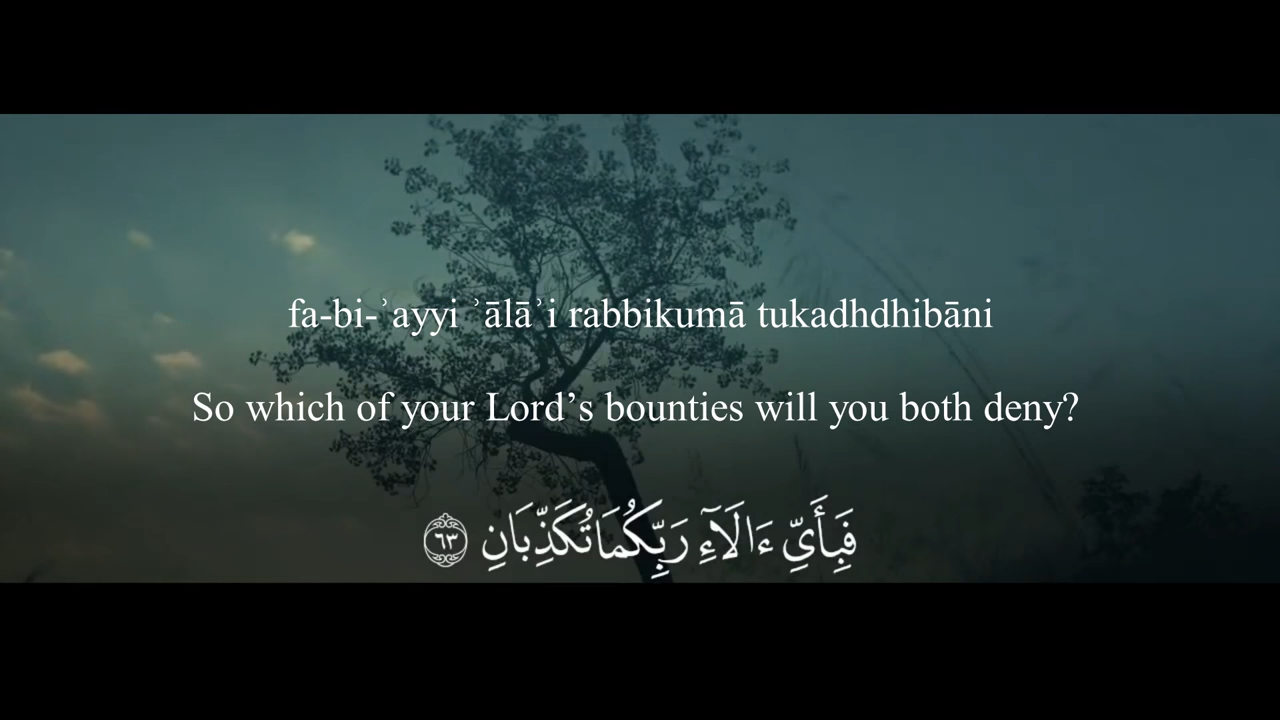 fa-bi-ʾayyi ʾālāʾi rabbikumā tukadhdhibāni
So which of your Lord’s bounties will you both deny?
فَبِأَيِّ ءَالَآءِ رَبِّكُمَا تُكَذِّبَانِ ٦٣